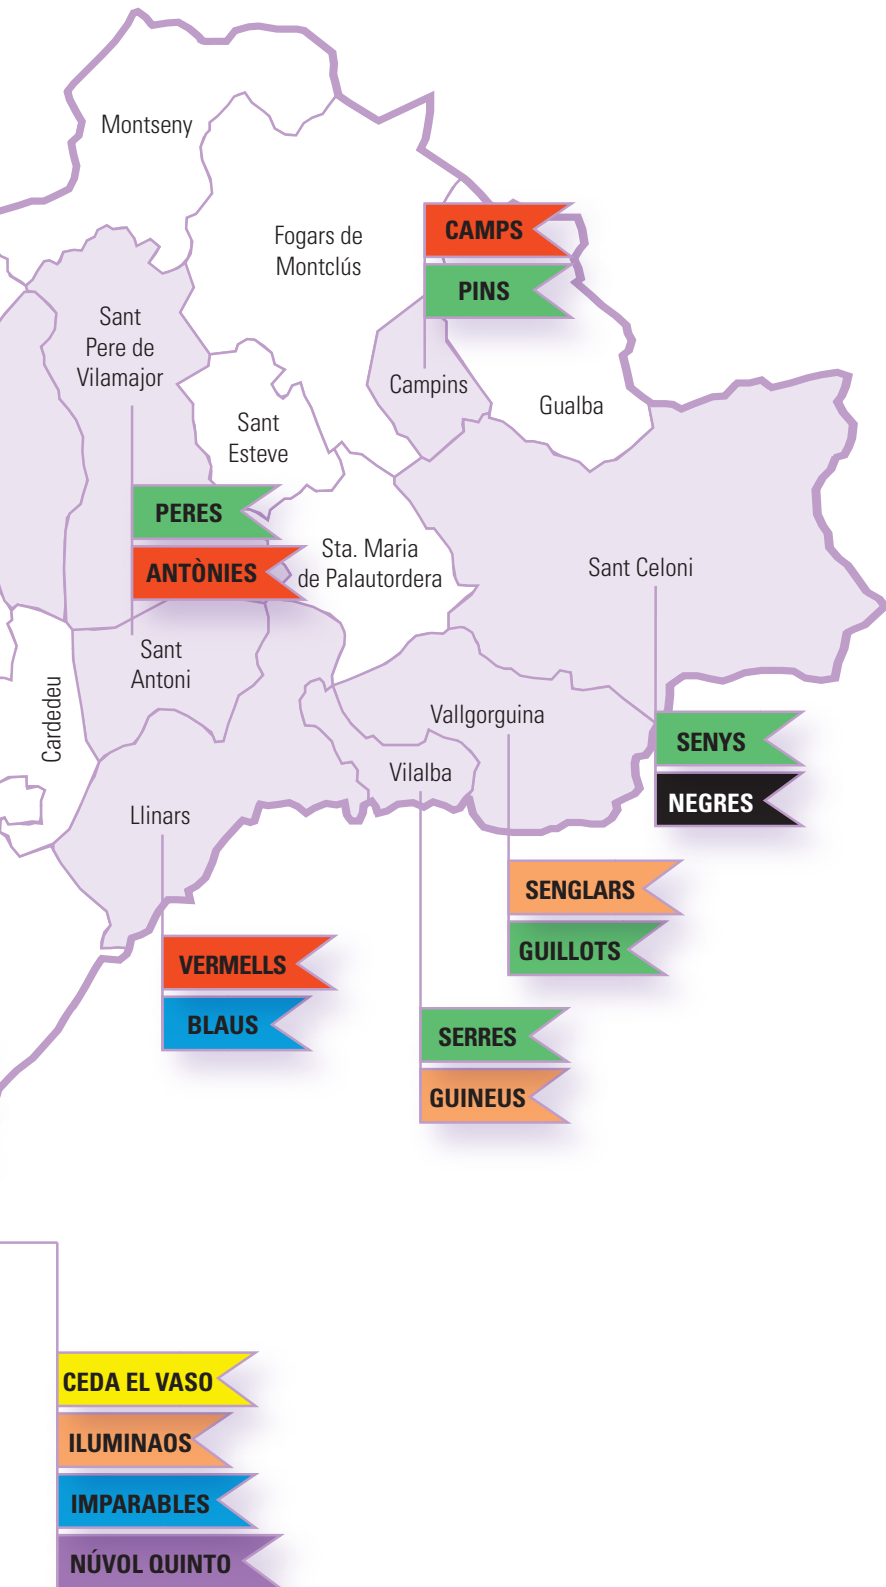 Montseny
Fogars de
Montclús
CAMPS
PINS
Sant
Pere de
Vilamajor
Campins
Gualba
Sant
Esteve
PERES
ANTÒNIES
Sta. Maria
de Palautordera
Sant Celoni
Sant
Antoni
Cardedeu
Vallgorguina
SENYS
NEGRES
Vilalba
Llinars
SENGLARS
GUILLOTS
VERMELLS
BLAUS
SERRES
GUINEUS
CEDA EL VASO
ILUMINAOS
IMPARABLES
NÚVOL QUINTO